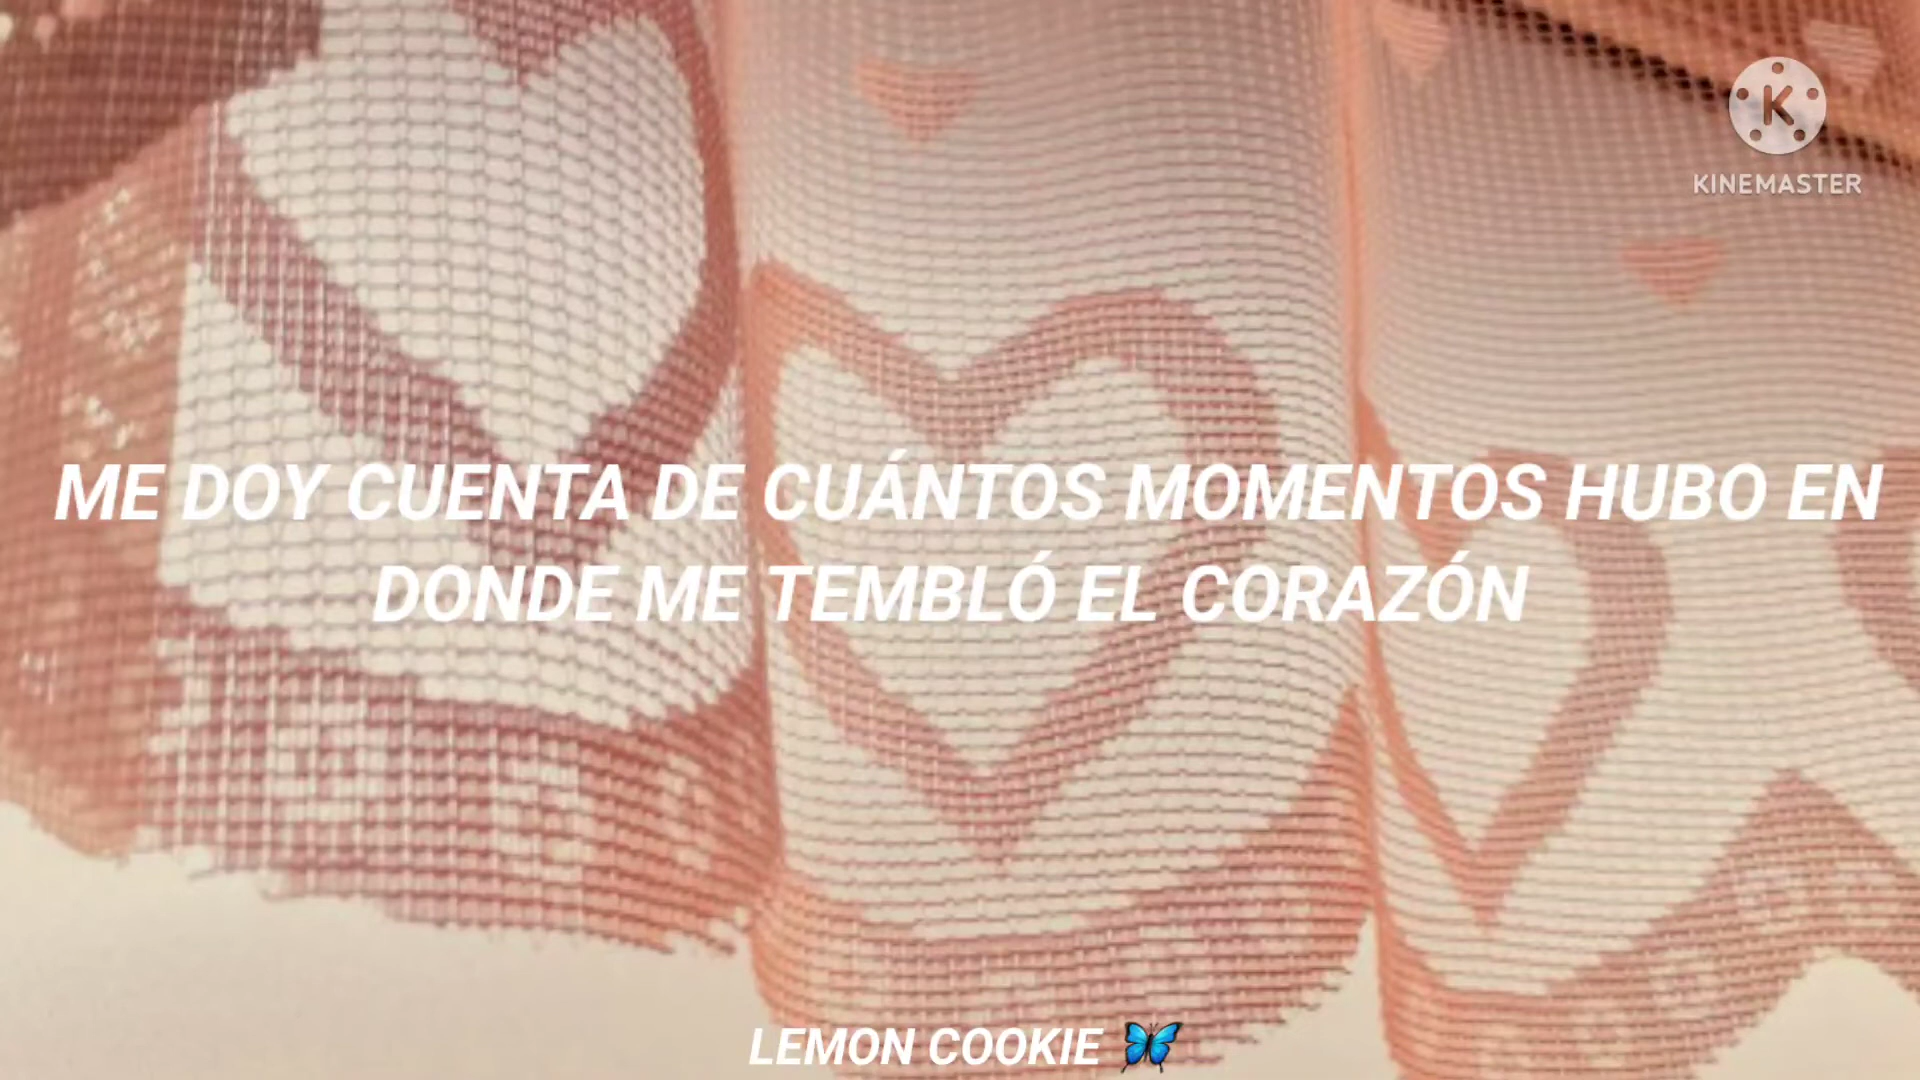 KINEMASTER
ME DOY CUENTA DE CUÁNTOS MOMENTOS HUBO EN
DONDE ME TEMBLÓ EL CORAZÓN
LEMON COOKIE 🦋